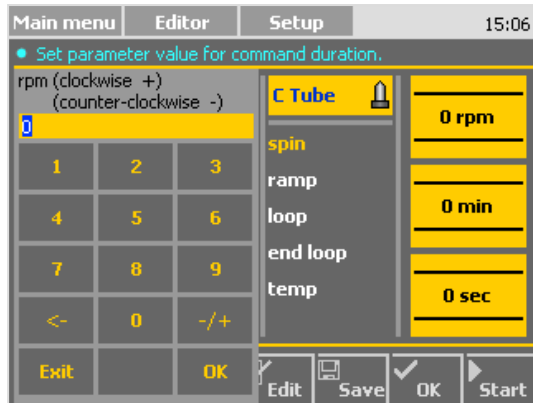 Main menu Editor Setup 15:06
• Set parameter value for command duration.
rpm (clockwise +)
(counter-clockwise -)
0
1 2 3
4 5 6
7 8 9
<- 0 -/+
Exit OK
C Tube
spin
ramp
loop
end loop
temp
0 rpm
0 min
0 sec
Edit Save OK Start